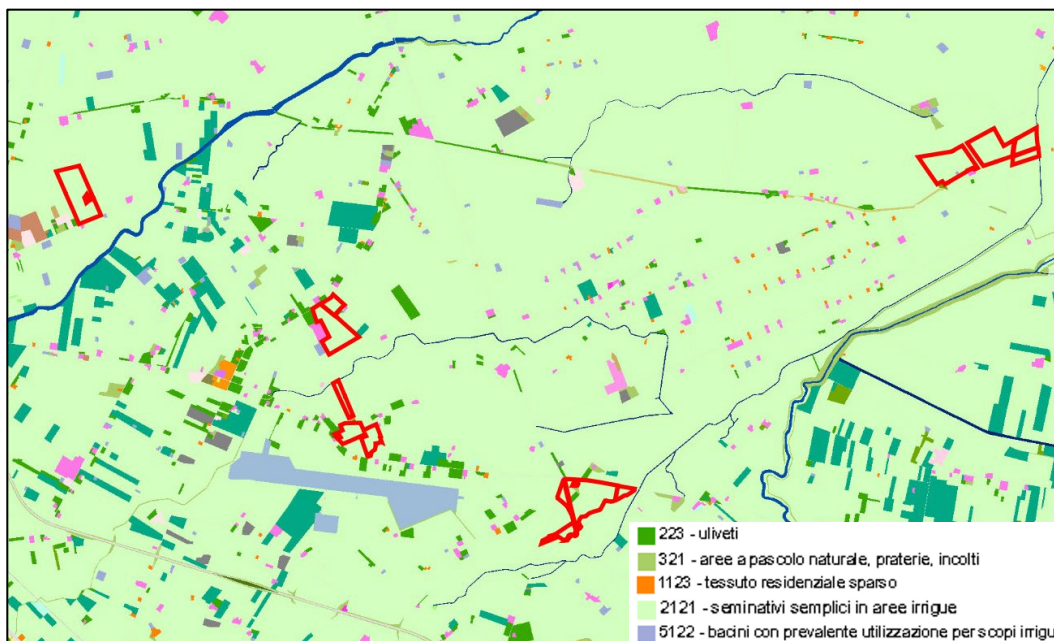 223 - uliveti
321 - aree a pascolo naturale, praterie, incolti
1123 - tessuto residenziale sparso
2121 - seminativi semplici in aree irrigue
5122 - bacini con prevalente utilizzazione per scopi irrigu